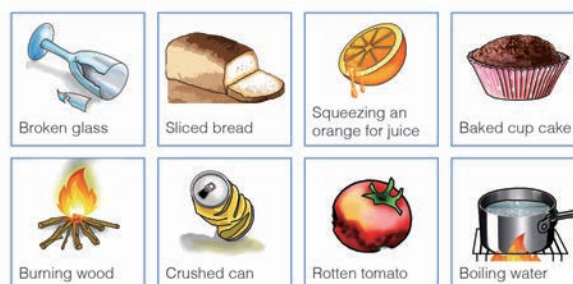 Broken glass
Sliced bread
Squeezing an
orange for juice
Baked cup cake
Burning wood
Crushed can
Rotten tomato
Boiling water